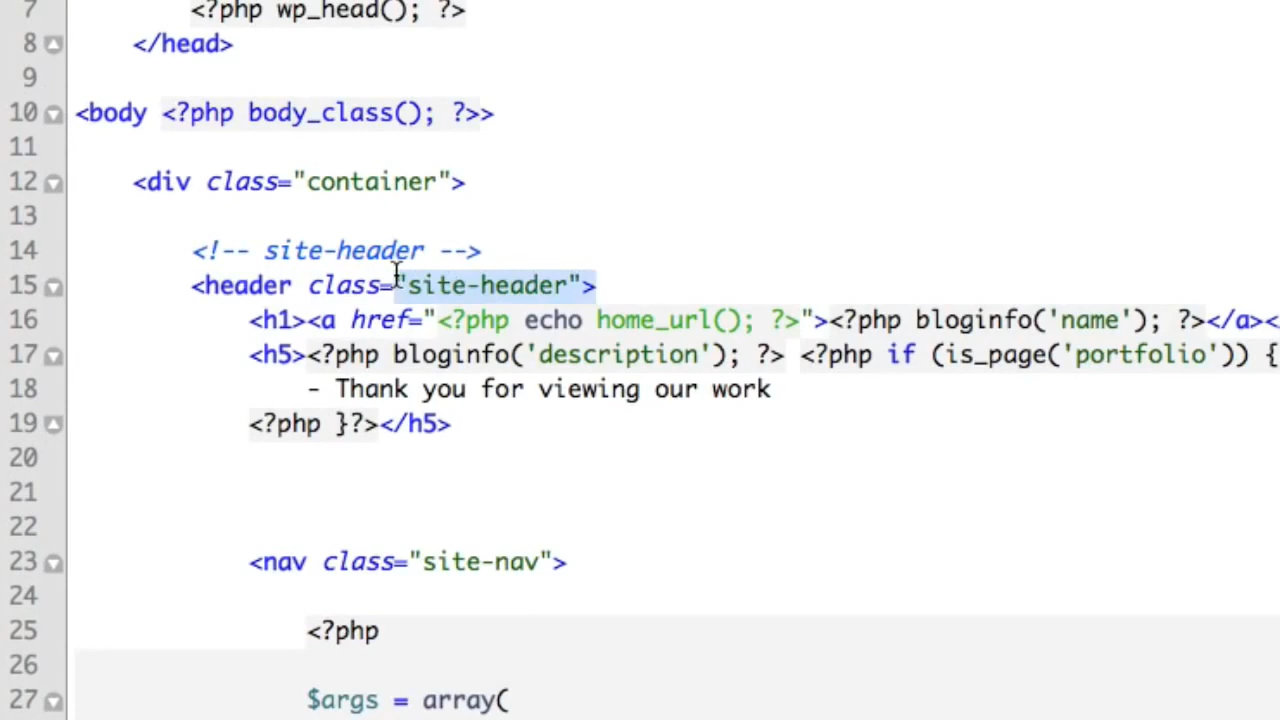 7 <?php wp_head(); ?>
8 </head>
9
10 <body <?php body_class(); ?>>
11
12 <div class="container">
13
14 <!-- site-header -->
15 <header class="site-header">
16 <h1><a href="<?php echo home_url(); ?>"><?php bloginfo('name'); ?></a><
17 <h5><?php bloginfo('description'); ?> <?php if (is_page('portfolio')) {
18 - Thank you for viewing our work
19 <?php }?></h5>
20
21
22
23 <nav class="site-nav">
24
25 <?php
26
27 $args = array(